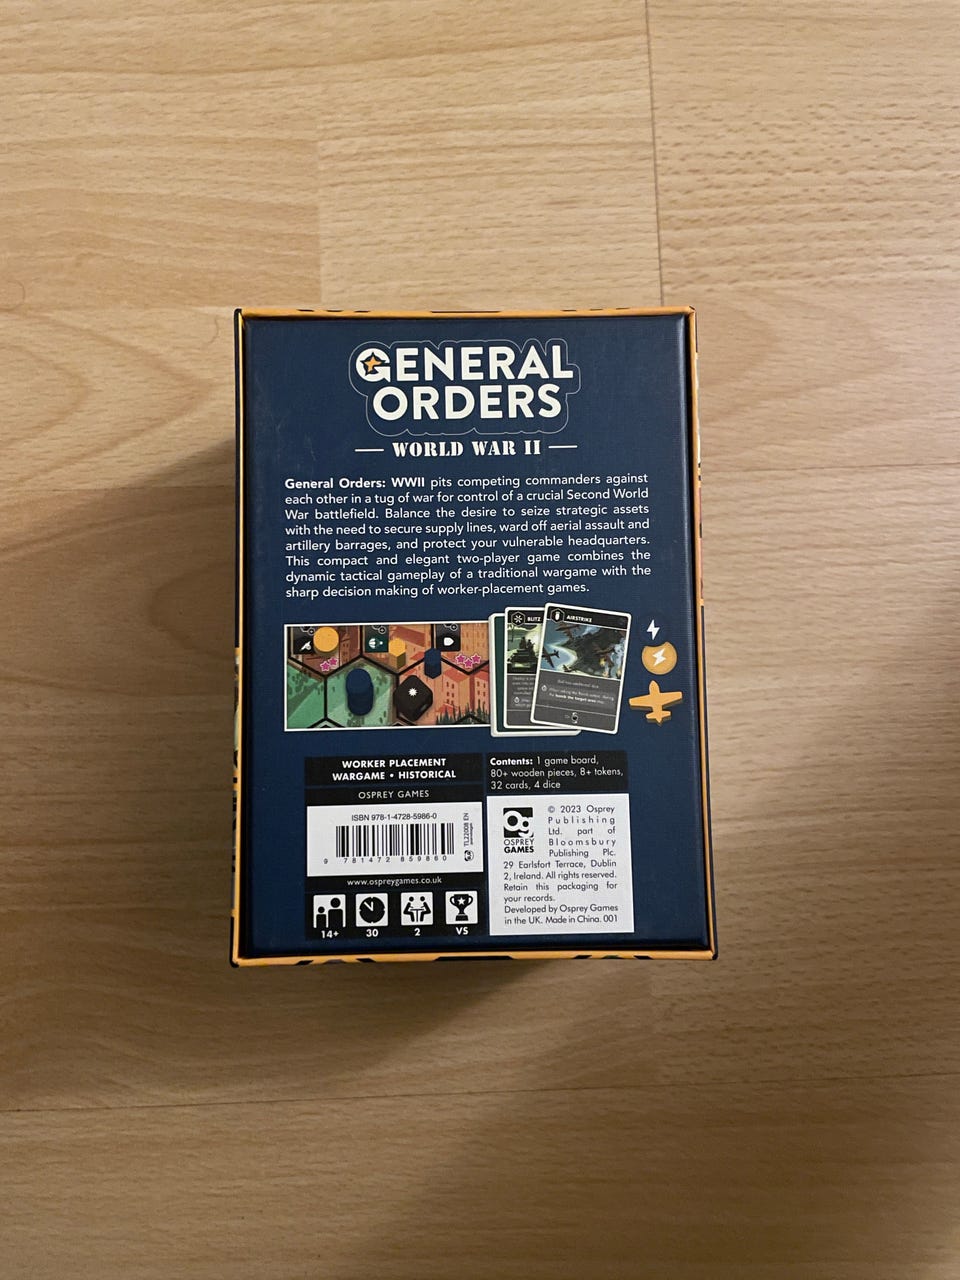 GENERAL
ORDERS
WORLD WAR II
General Orders: WWII pits competing commanders against
each other in a tug of war for control of a crucial Second World
War battlefield. Balance the desire to seize strategic assets
with the need to secure supply lines, ward off aerial assault and
artillery barrages, and protect your vulnerable headquarters.
This compact and elegant two-player game combines the
dynamic tactical gameplay of a traditional wargame with the
sharp decision making of worker-placement games.
BLITZ
AIRSTRIKE
WORKER PLACEMENT
WARGAME • HISTORICAL
OSPREY GAMES
ISBN 978-1-4728-5986-0
9 781472 859860
TL22008 EN
www.ospreygames.co.uk
14+ 30 2 VS
Contents: 1 game board,
80+ wooden pieces, 8+ tokens,
32 cards, 4 dice
Og
OSPREY
GAMES
© 2023 Osprey
Publishing
Ltd. part of
Bloomsbury
Publishing Plc.
29 Earlsfort Terrace, Dublin
2, Ireland. All rights reserved.
Retain this packaging for
your records.
Developed by Osprey Games
in the UK. Made in China. 001